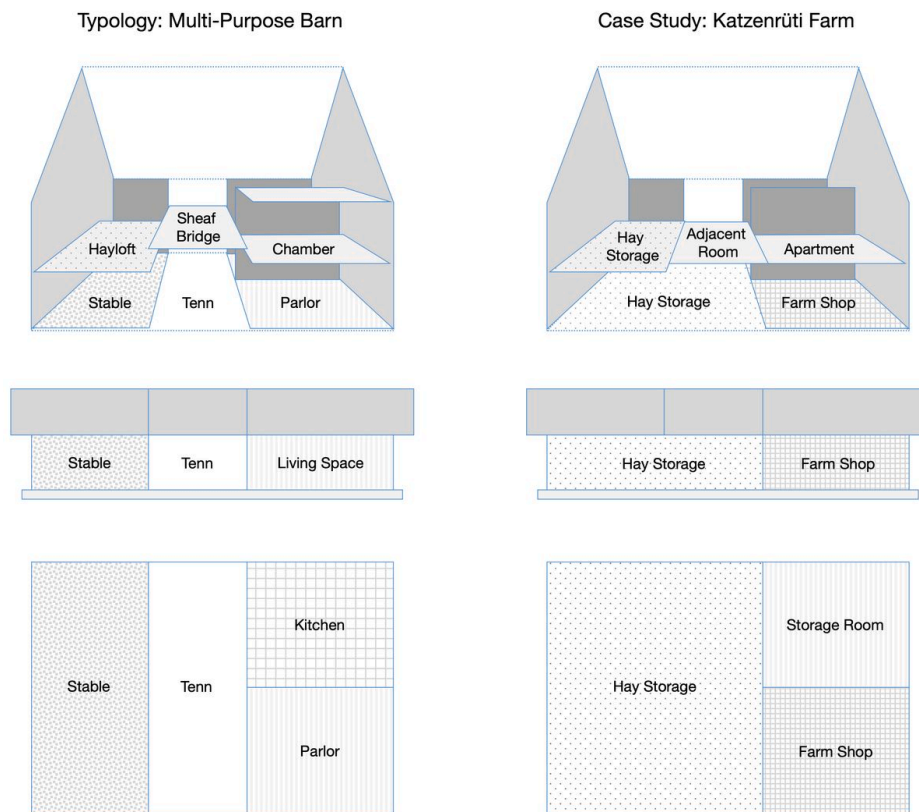 Typology: Multi-Purpose Barn
Case Study: Katzenrüti Farm
Sheaf
Bridge
Hayloft
Chamber
Stable
Tenn
Parlor
Hay
Storage
Adjacent
Room
Apartment
Hay Storage
Farm Shop
Stable
Tenn
Living Space
Hay Storage
Farm Shop
Kitchen
Stable
Tenn
Parlor
Storage Room
Hay Storage
Farm Shop